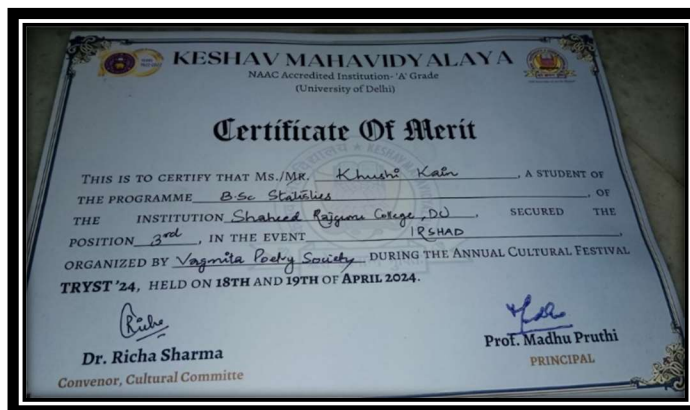 KESHAV MAHAVIDYALAYA
NAAC Accredited Institution- 'A' Grade
(University of Delhi)
Certificate Of Merit
THIS IS TO CERTIFY THAT MS./MR. Khushi Kain, A STUDENT OF
THE PROGRAMME B.Sc Statistics, OF
THE INSTITUTION Shaheed Rajguru College, DU, SECURED THE
POSITION 3rd, IN THE EVENT IRSHAD,
ORGANIZED BY Vagmita Poetry Society DURING THE ANNUAL CULTURAL FESTIVAL
TRYST '24, HELD ON 18TH AND 19TH OF APRIL 2024.
Richa
Dr. Richa Sharma
Convenor, Cultural Committe
Prof. Madhu Pruthi
PRINCIPAL